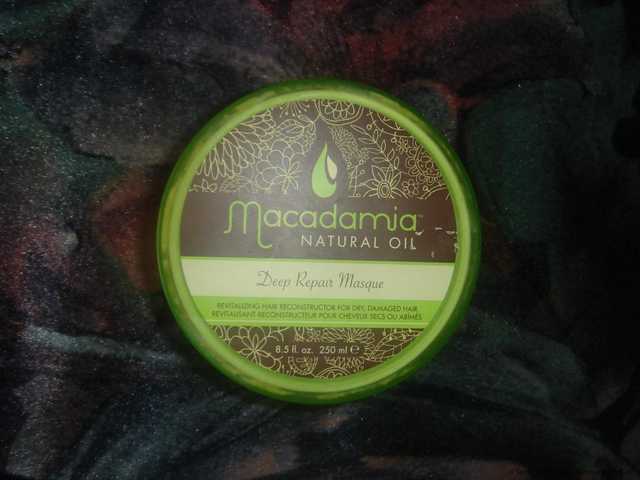 Macadamia™
NATURAL OIL
Deep Repair Masque
REVITALIZING HAIR RECONSTRUCTOR FOR DRY, DAMAGED HAIR
REVITALISANT-RECONSTRUCTEUR POUR CHEVEUX SECS OU ABÎMÉS
8.5 fl. oz. 250 ml ℮